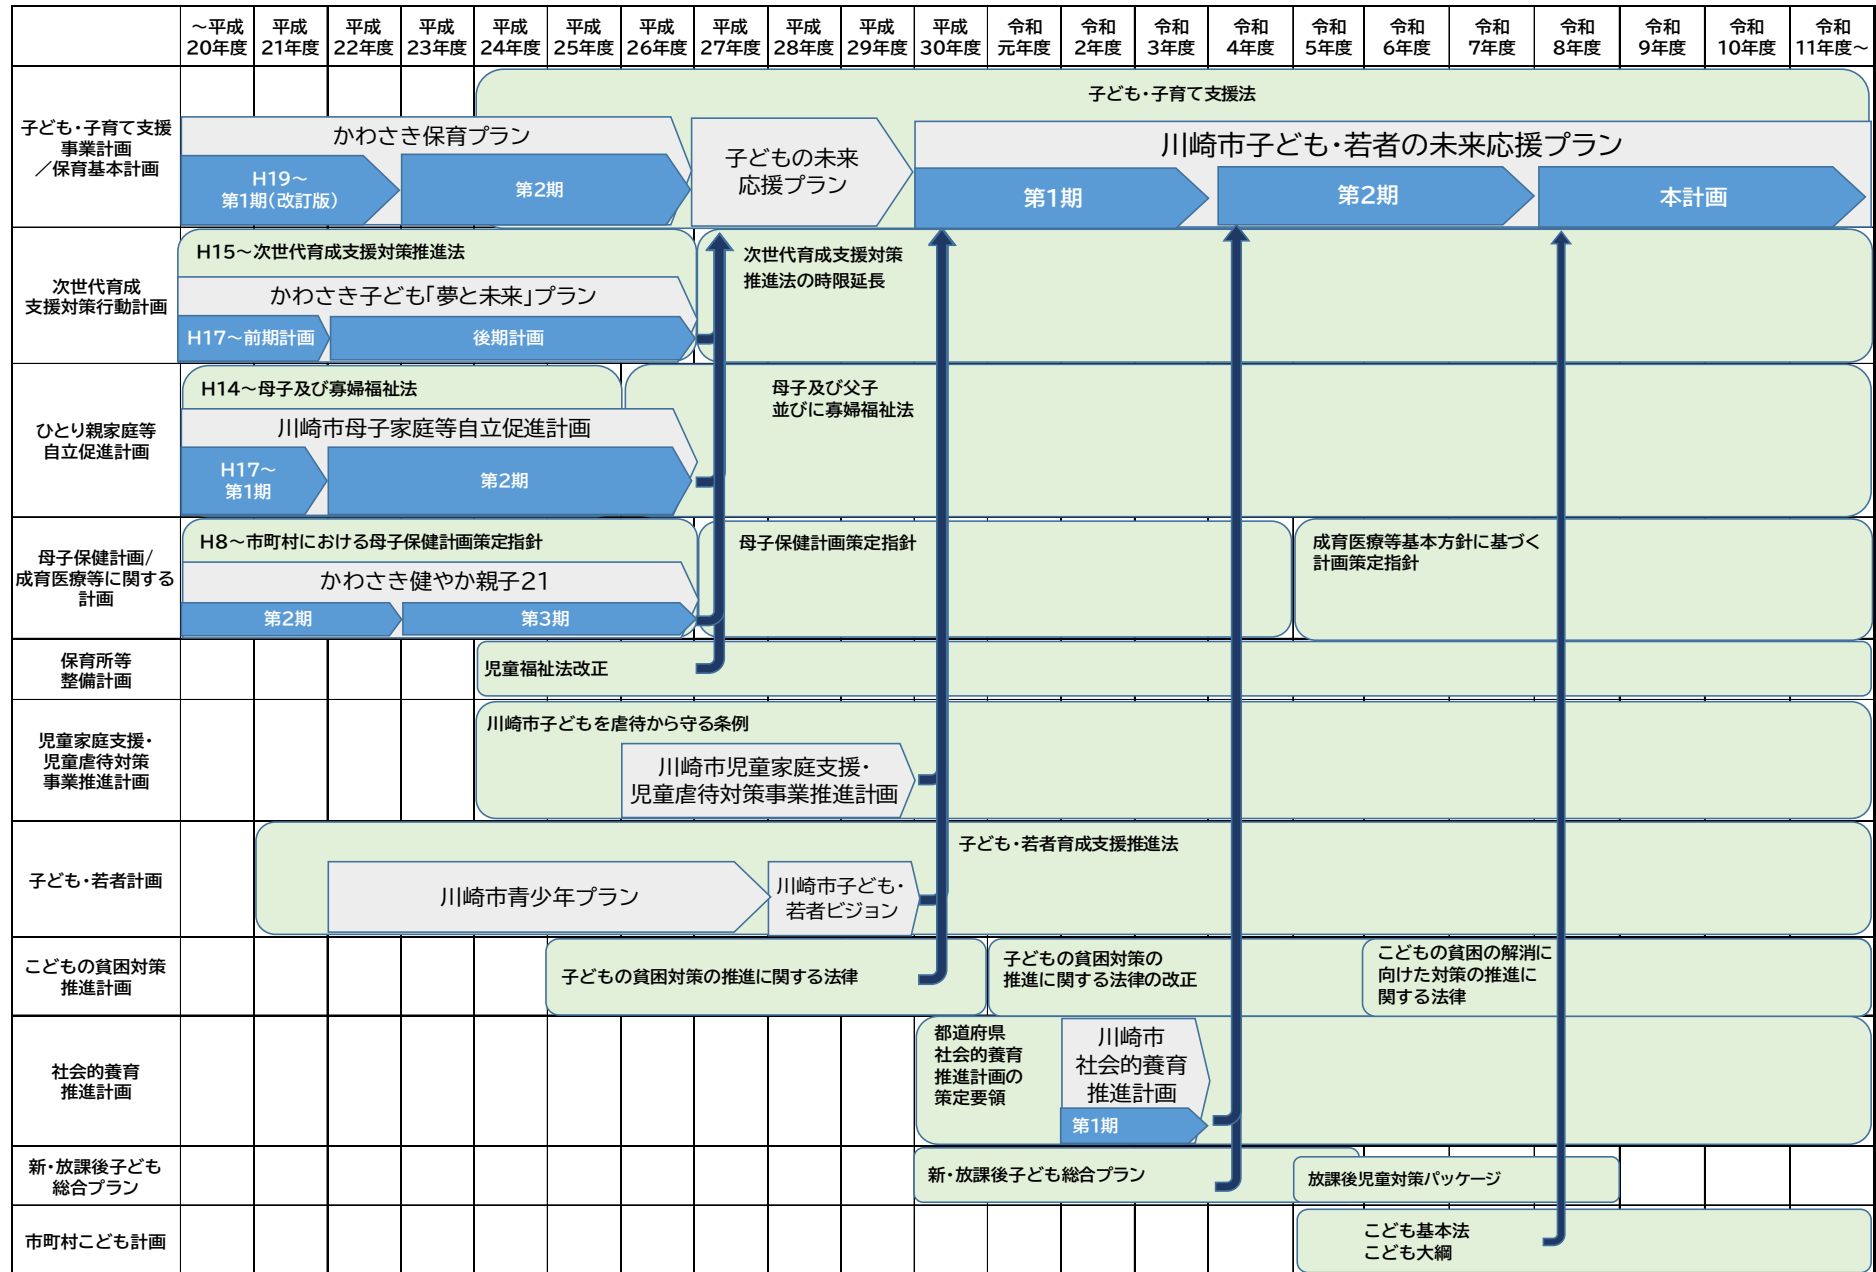 ～平成
20年度
平成
21年度
平成
22年度
平成
23年度
平成
24年度
平成
25年度
平成
26年度
平成
27年度
平成
28年度
平成
29年度
平成
30年度
令和
元年度
令和
2年度
令和
3年度
令和
4年度
令和
5年度
令和
6年度
令和
7年度
令和
8年度
令和
9年度
令和
10年度
令和
11年度～
子ども・子育て支援
事業計画
／保育基本計画
子ども・子育て支援法
かわさき保育プラン
H19～
第1期（改訂版）
第2期
子どもの未来
応援プラン
川崎市子ども・若者の未来応援プラン
第1期
第2期
本計画
次世代育成
支援対策行動計画
H15～次世代育成支援対策推進法
かわさき子ども「夢と未来」プラン
H17～前期計画
後期計画
次世代育成支援対策
推進法の時限延長
ひとり親家庭等
自立促進計画
H14～母子及び寡婦福祉法
川崎市母子家庭等自立促進計画
H17～
第1期
第2期
母子及び父子
並びに寡婦福祉法
母子保健計画/
成育医療等に関する
計画
H8～市町村における母子保健計画策定指針
かわさき健やか親子21
第2期
第3期
母子保健計画策定指針
成育医療等基本方針に基づく
計画策定指針
保育所等
整備計画
児童福祉法改正
児童家庭支援・
児童虐待対策
事業推進計画
川崎市子どもを虐待から守る条例
川崎市児童家庭支援・
児童虐待対策事業推進計画
子ども・若者計画
子ども・若者育成支援推進法
川崎市青少年プラン
川崎市子ども・
若者ビジョン
こどもの貧困対策
推進計画
子どもの貧困対策の推進に関する法律
子どもの貧困対策の
推進に関する法律の改正
こどもの貧困の解消に
向けた対策の推進に
関する法律
社会的養育
推進計画
都道府県
社会的養育
推進計画の
策定要領
川崎市
社会的養育
推進計画
第1期
新・放課後子ども
総合プラン
新・放課後子ども総合プラン
放課後児童対策パッケージ
市町村こども計画
こども基本法
こども大綱